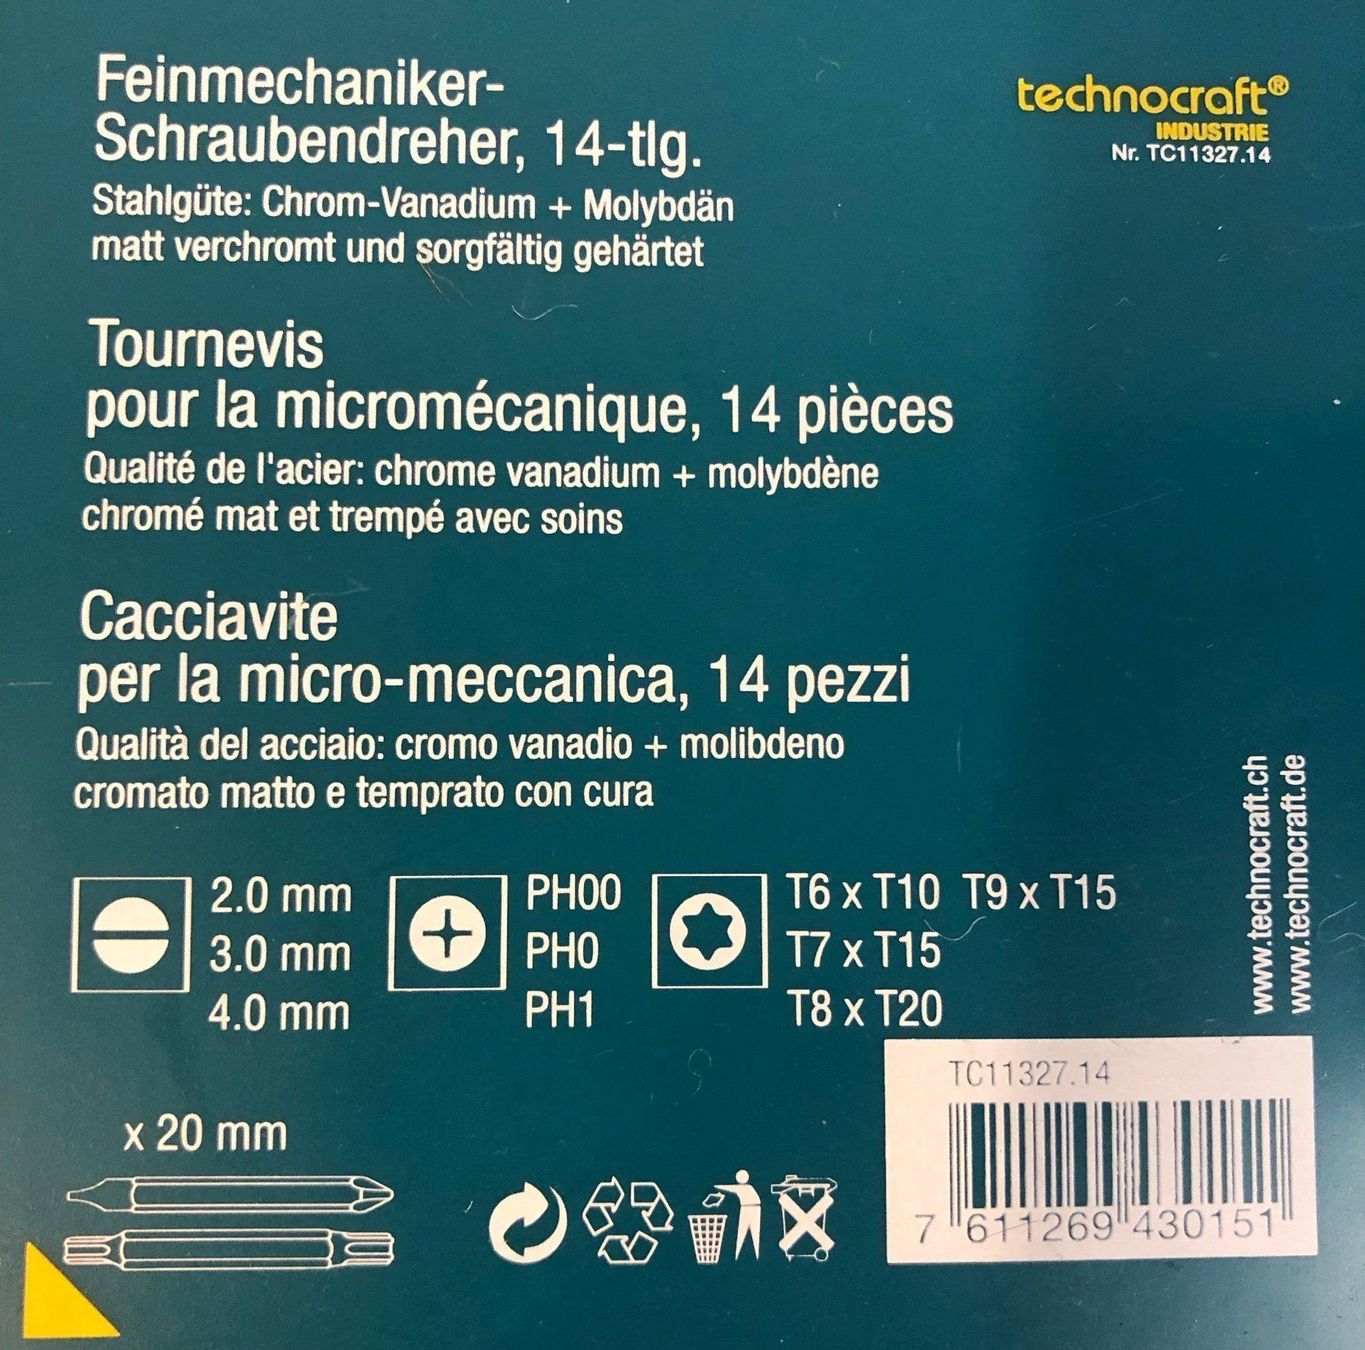 Feinmechaniker-
Schraubendreher, 14-tlg.
Stahlgüte: Chrom-Vanadium + Molybdän
matt verchromt und sorgfältig gehärtet
technocraft®
INDUSTRIE
Nr. TC11327.14
Tournevis
pour la micromécanique, 14 pièces
Qualité de l'acier: chrome vanadium + molybdène
chromé mat et trempé avec soins
Cacciavite
per la micro-meccanica, 14 pezzi
Qualità del acciaio: cromo vanadio + molibdeno
cromato matto e temprato con cura
2.0 mm
3.0 mm
4.0 mm
PH00
PH0
PH1
T6 x T10 T9 x T15
T7 x T15
T8 x T20
www.technocraft.ch
www.technocraft.de
x 20 mm
TC11327.14
7 611269 430151